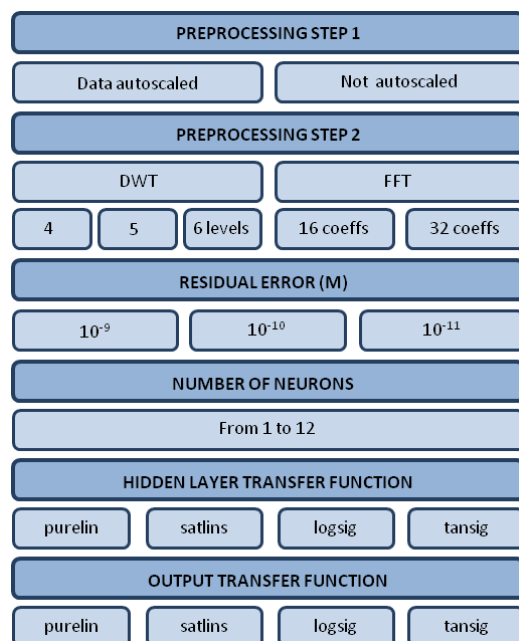 PREPROCESSING STEP 1
Data autoscaled Not autoscaled
PREPROCESSING STEP 2
DWT FFT
4 5 6 levels 16 coeffs 32 coeffs
RESIDUAL ERROR (M)
10⁻⁹ 10⁻¹⁰ 10⁻¹¹
NUMBER OF NEURONS
From 1 to 12
HIDDEN LAYER TRANSFER FUNCTION
purelin satlins logsig tansig
OUTPUT TRANSFER FUNCTION
purelin satlins logsig tansig